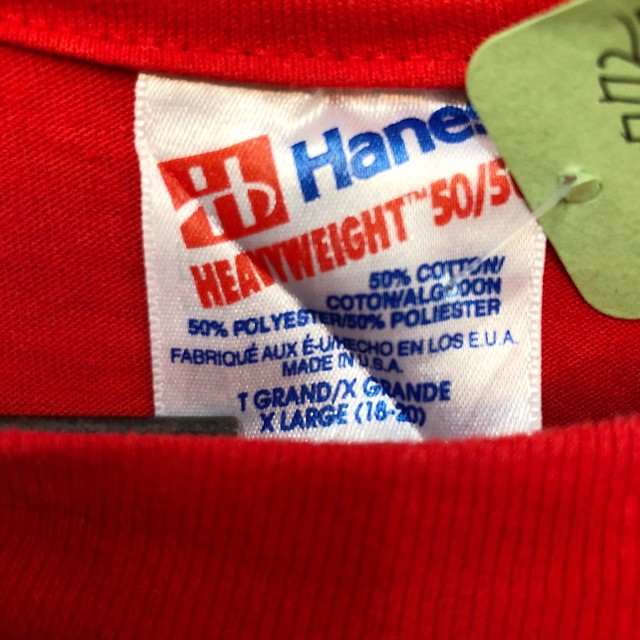 Hanes
HEAVYWEIGHT™ 50/50
50% COTTON/
COTON/ALGODON
50% POLYESTER/50% POLIESTER
FABRIQUÉ AUX É-U/HECHO EN LOS E.U.A.
MADE IN U.S.A.
T GRAND/X GRANDE
X LARGE (18-20)